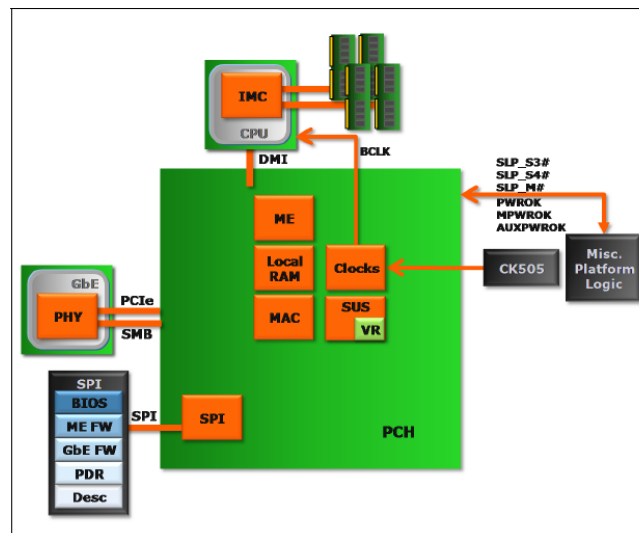 IMC
CPU
DMI
BCLK
SLP_S3#
SLP_S4#
SLP_M#
PWROK
MPWROK
AUXPWROK
ME
Local
RAM
Clocks
CK505
Misc.
Platform
Logic
GbE
PHY
PCIe
SMB
MAC
SUS
VR
SPI
BIOS
ME FW
GbE FW
PDR
Desc
SPI
SPI
PCH